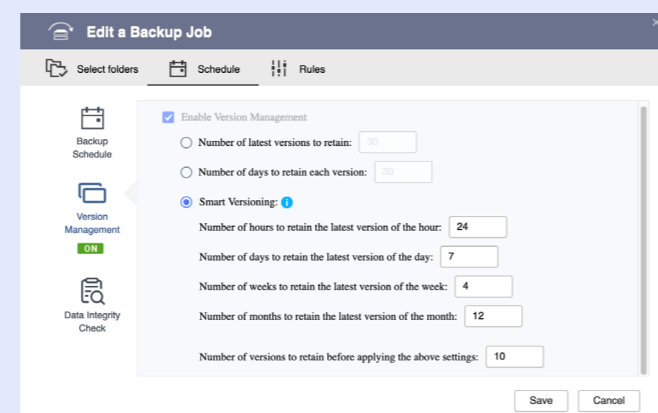 Edit a Backup Job
Select folders Schedule Rules
Backup
Schedule
Version
Management
ON
Data Integrity
Check
Enable Version Management
Number of latest versions to retain: 30
Number of days to retain each version: 30
Smart Versioning: i
Number of hours to retain the latest version of the hour: 24
Number of days to retain the latest version of the day: 7
Number of weeks to retain the latest version of the week: 4
Number of months to retain the latest version of the month: 12
Number of versions to retain before applying the above settings: 10
Save Cancel